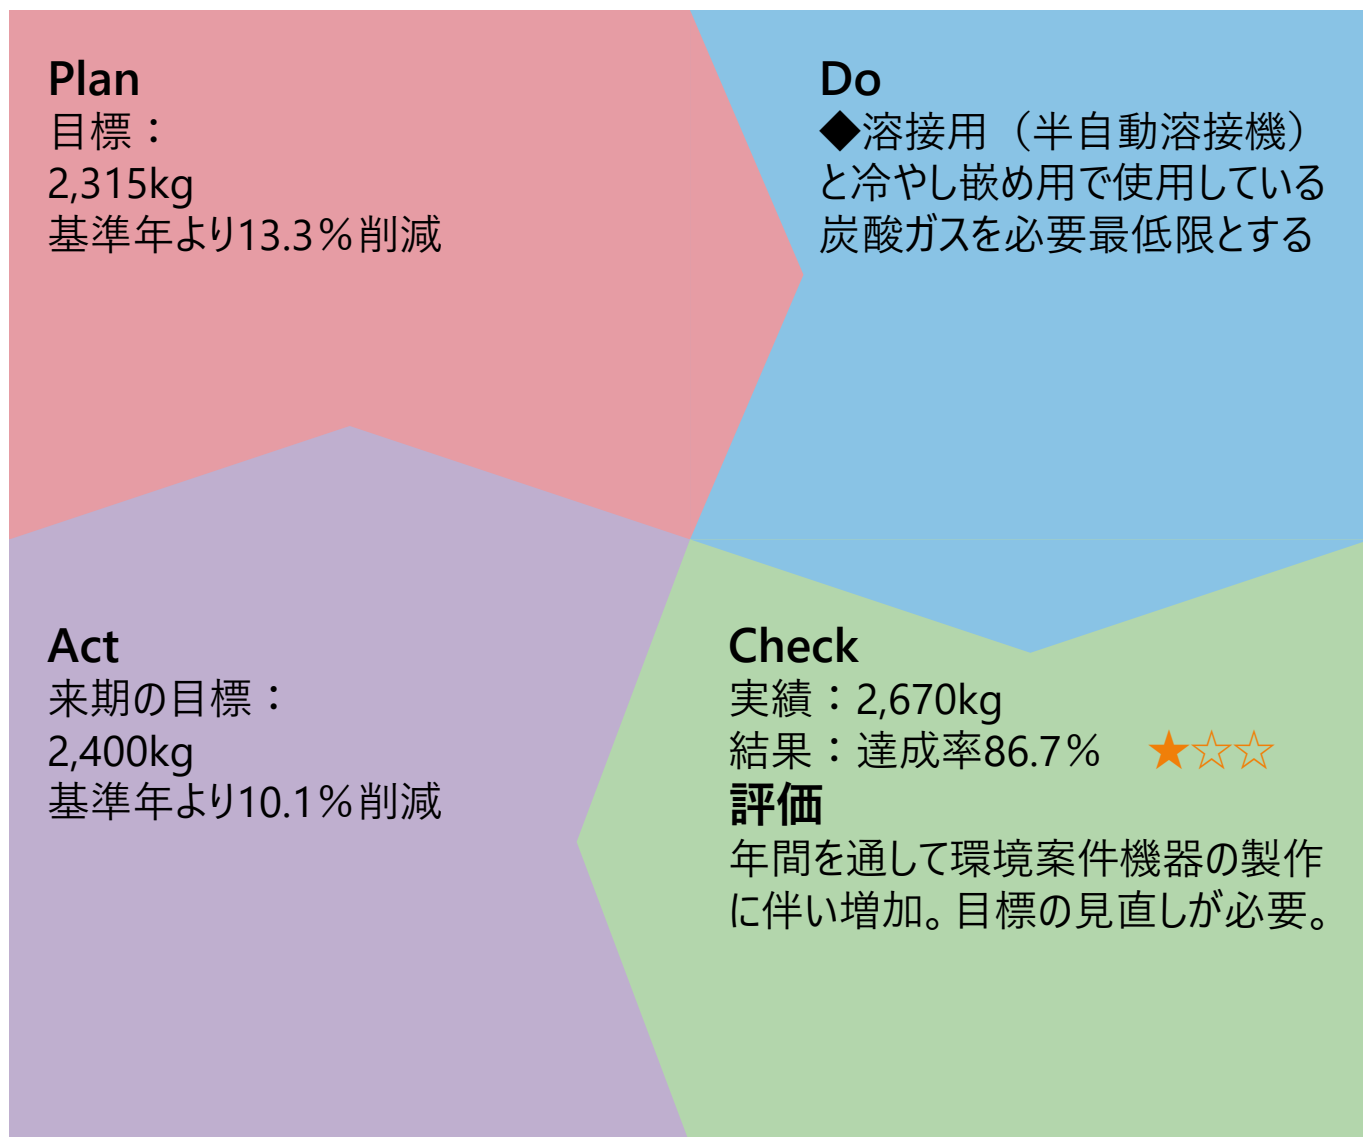 Plan
目標：
2,315kg
基準年より13.3％削減
Do
◆溶接用（半自動溶接機）
と冷やし嵌め用で使用している
炭酸ガスを必要最低限とする
Act
来期の目標：
2,400kg
基準年より10.1％削減
Check
実績：2,670kg
結果：達成率86.7％　★☆☆
評価
年間を通して環境案件機器の製作
に伴い増加。目標の見直しが必要。